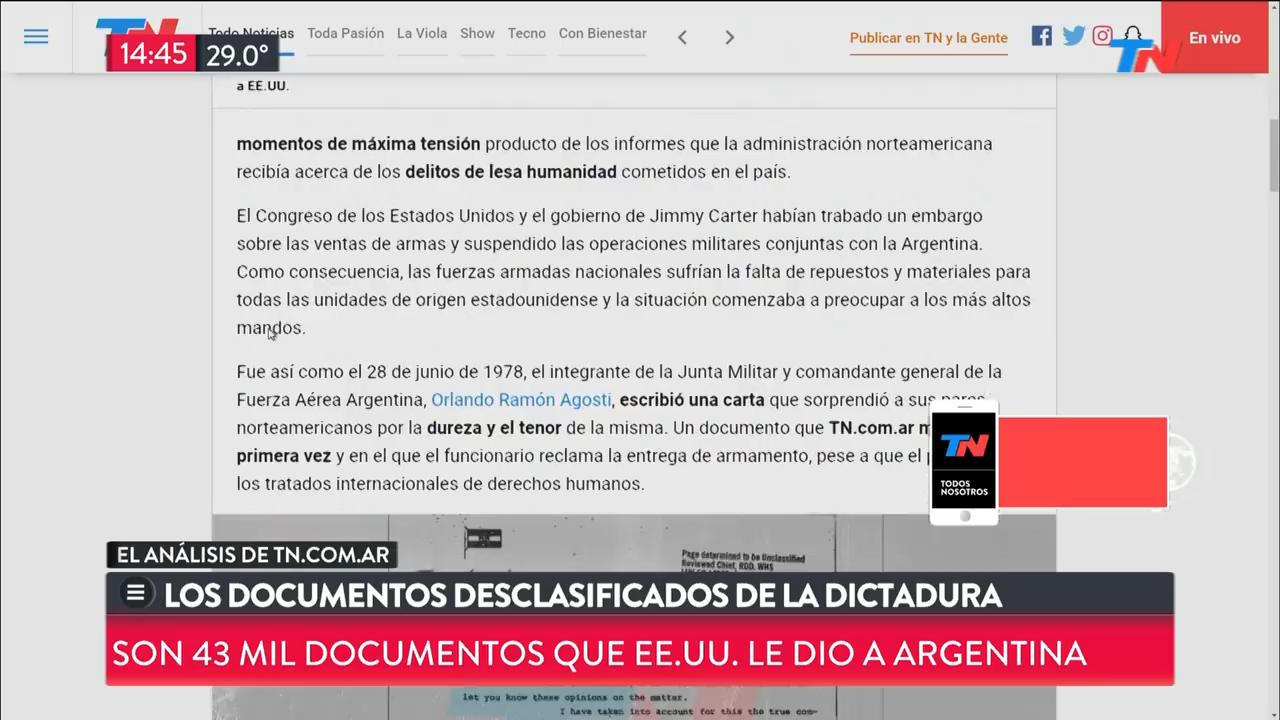 TN
14:45 29.0°
Todo Noticias Toda Pasión La Viola Show Tecno Con Bienestar
Publicar en TN y la Gente
TN
En vivo
a EE.UU.
momentos de máxima tensión producto de los informes que la administración norteamericana
recibía acerca de los delitos de lesa humanidad cometidos en el país.
El Congreso de los Estados Unidos y el gobierno de Jimmy Carter habían trabado un embargo
sobre las ventas de armas y suspendido las operaciones militares conjuntas con la Argentina.
Como consecuencia, las fuerzas armadas nacionales sufrían la falta de repuestos y materiales para
todas las unidades de origen estadounidense y la situación comenzaba a preocupar a los más altos
mandos.
Fue así como el 28 de junio de 1978, el integrante de la Junta Militar y comandante general de la
Fuerza Aérea Argentina, Orlando Ramón Agosti, escribió una carta que sorprendió a sus pares
norteamericanos por la dureza y el tenor de la misma. Un documento que TN.com.ar
primera vez y en el que el funcionario reclama la entrega de armamento, pese a que el
los tratados internacionales de derechos humanos.
TN
TODOS
NOSOTROS
Page determined to be Unclassified
Reviewed Chief, RDD, WHS
EL ANÁLISIS DE TN.COM.AR
LOS DOCUMENTOS DESCLASIFICADOS DE LA DICTADURA
SON 43 MIL DOCUMENTOS QUE EE.UU. LE DIO A ARGENTINA
let you know these opinions on the matter.
I have taken into account for this the true com-